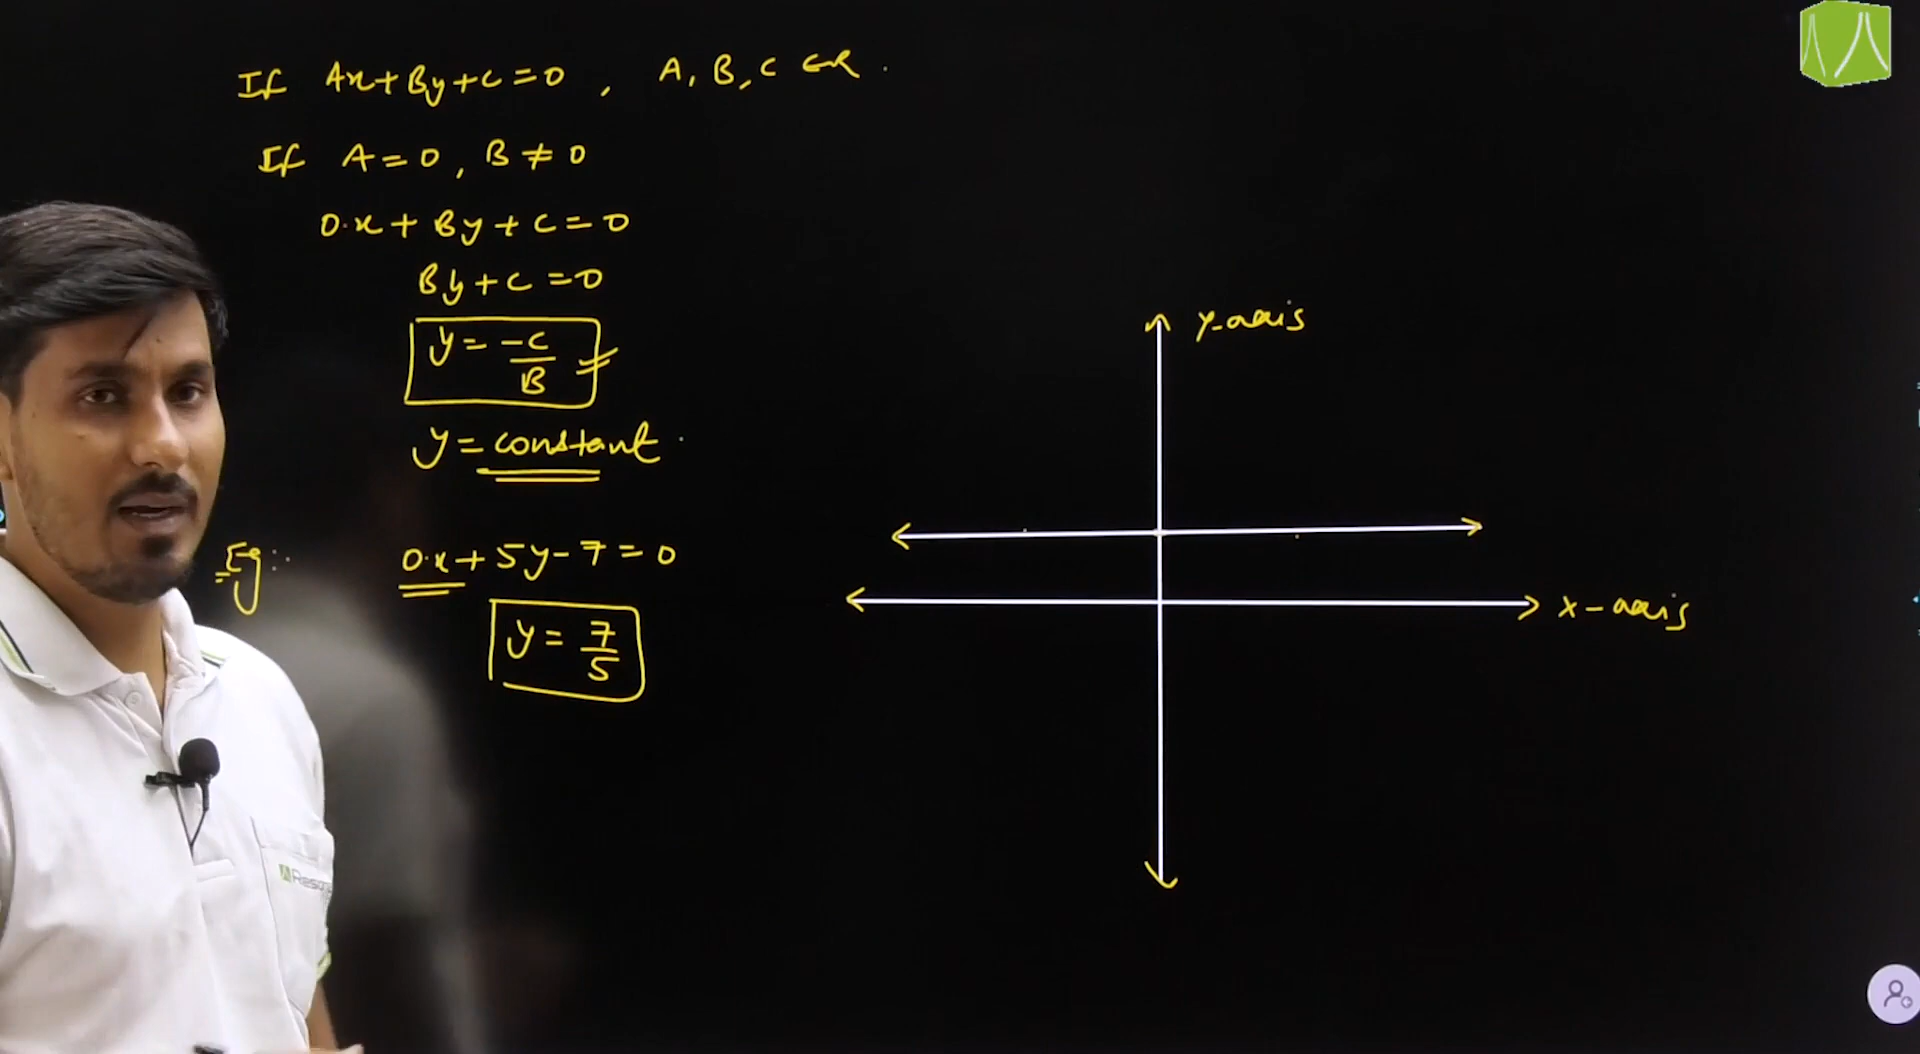 If Ax+By+C=0, A, B, C ∈ R.
If A=0, B≠0
0·x+By+C=0
By+C=0
y=-C/B
y=constant.
Eg:- 0·x+5y-7=0
y=7/5
y-axis
x-axis